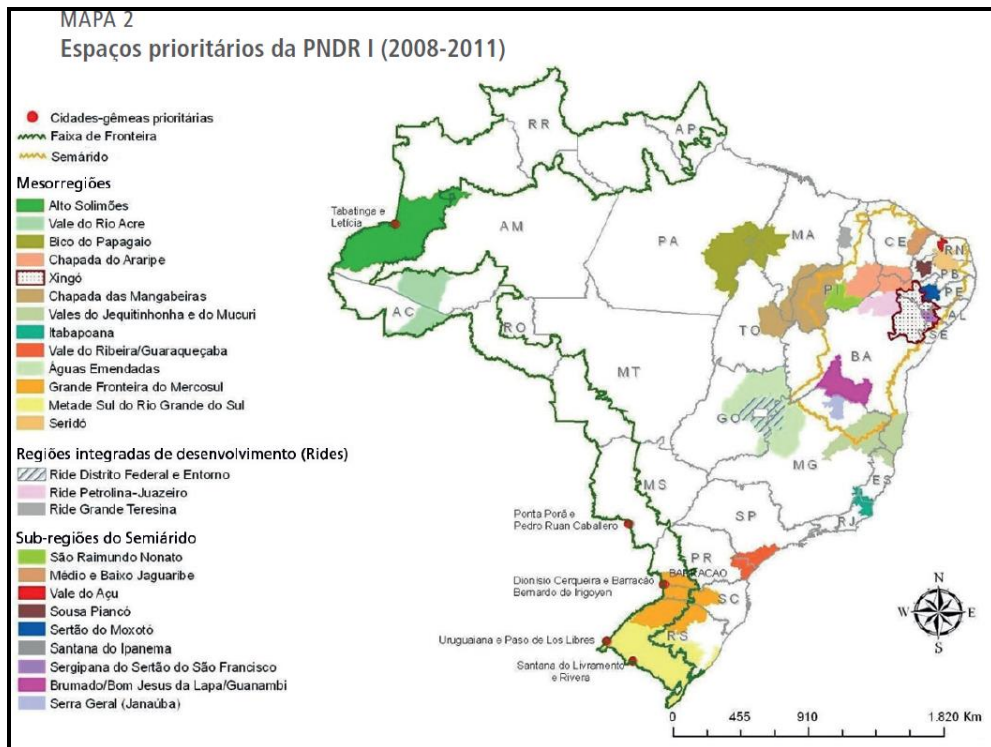 MAPA 2
Espaços prioritários da PNDR I (2008-2011)
Cidades-gêmeas prioritárias
Faixa de Fronteira
Semárido
Mesorregiões
Alto Solimões
Vale do Rio Acre
Bico do Papagaio
Chapada do Araripe
Xingó
Chapada das Mangabeiras
Vales do Jequitinhonha e do Mucuri
Itabapoana
Vale do Ribeira/Guaraqueçaba
Águas Emendadas
Grande Fronteira do Mercosul
Metade Sul do Rio Grande do Sul
Seridó
Regiões integradas de desenvolvimento (Rides)
Ride Distrito Federal e Entorno
Ride Petrolina-Juazeiro
Ride Grande Teresina
Sub-regiões do Semiárido
São Raimundo Nonato
Médio e Baixo Jaguaribe
Vale do Açu
Sousa Piancó
Sertão do Moxotó
Santana do Ipanema
Sergipana do Sertão do São Francisco
Brumado/Bom Jesus da Lapa/Guanambi
Serra Geral (Janaúba)
RR
AP
Tabatinga e
Letícia
AM
PA
MA
CE
RN
PB
PE
AL
SE
PI
AC
RO
TO
BA
MT
GO
MG
ES
MS
SP
RJ
Ponta Porã e
Pedro Ruan Caballero
PR
BARRACAO
Dionísio Cerqueira e Barracão
Bernardo de Irigoyen
SC
RS
Uruguaiana e Paso de Los Libres
Santana do Livramento
e Rivera
N
W
E
S
0 455 910 1.820 Km